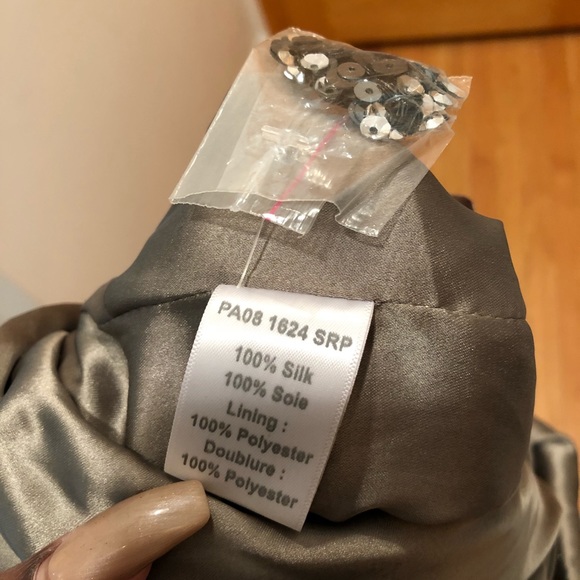 PA08 1624 SRP
100% Silk
100% Soie
Lining :
100% Polyester
Doublure :
100% Polyester